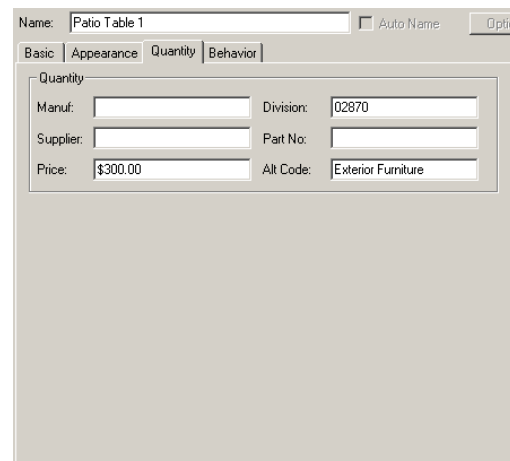 Name: Patio Table 1 Auto Name
Basic Appearance Quantity Behavior
Quantity
Manuf: Division: 02870
Supplier: Part No:
Price: $300.00 Alt Code: Exterior Furniture